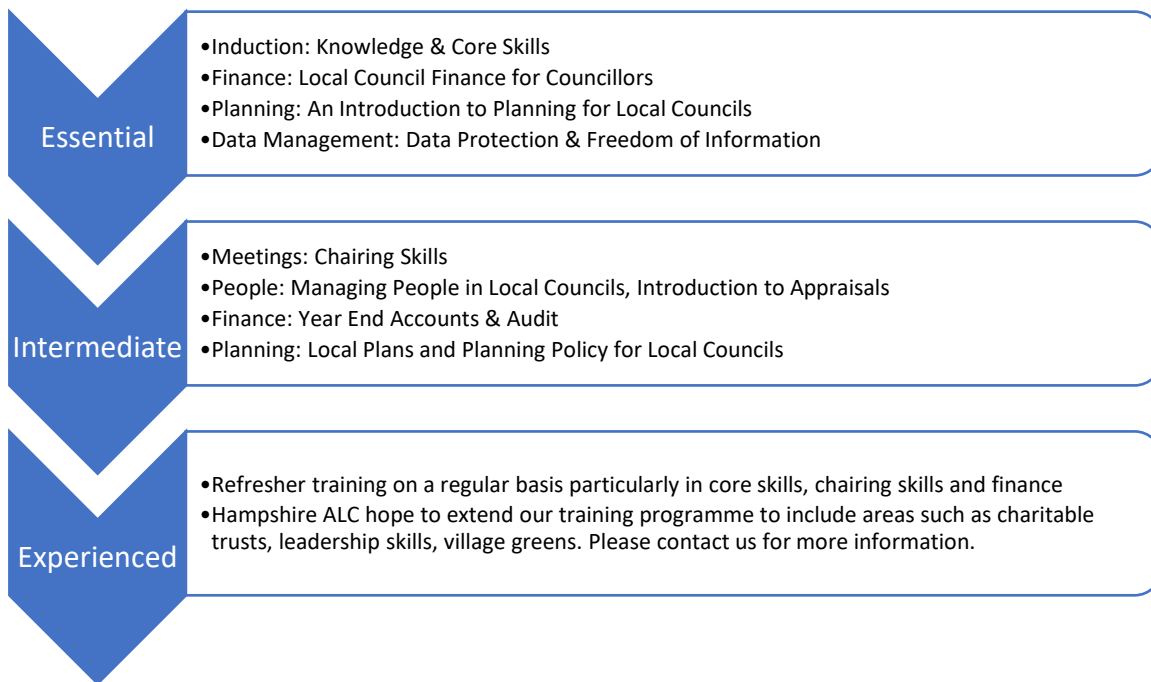 Essential
•Induction: Knowledge & Core Skills
•Finance: Local Council Finance for Councillors
•Planning: An Introduction to Planning for Local Councils
•Data Management: Data Protection & Freedom of Information
Intermediate
•Meetings: Chairing Skills
•People: Managing People in Local Councils, Introduction to Appraisals
•Finance: Year End Accounts & Audit
•Planning: Local Plans and Planning Policy for Local Councils
Experienced
•Refresher training on a regular basis particularly in core skills, chairing skills and finance
•Hampshire ALC hope to extend our training programme to include areas such as charitable
trusts, leadership skills, village greens. Please contact us for more information.